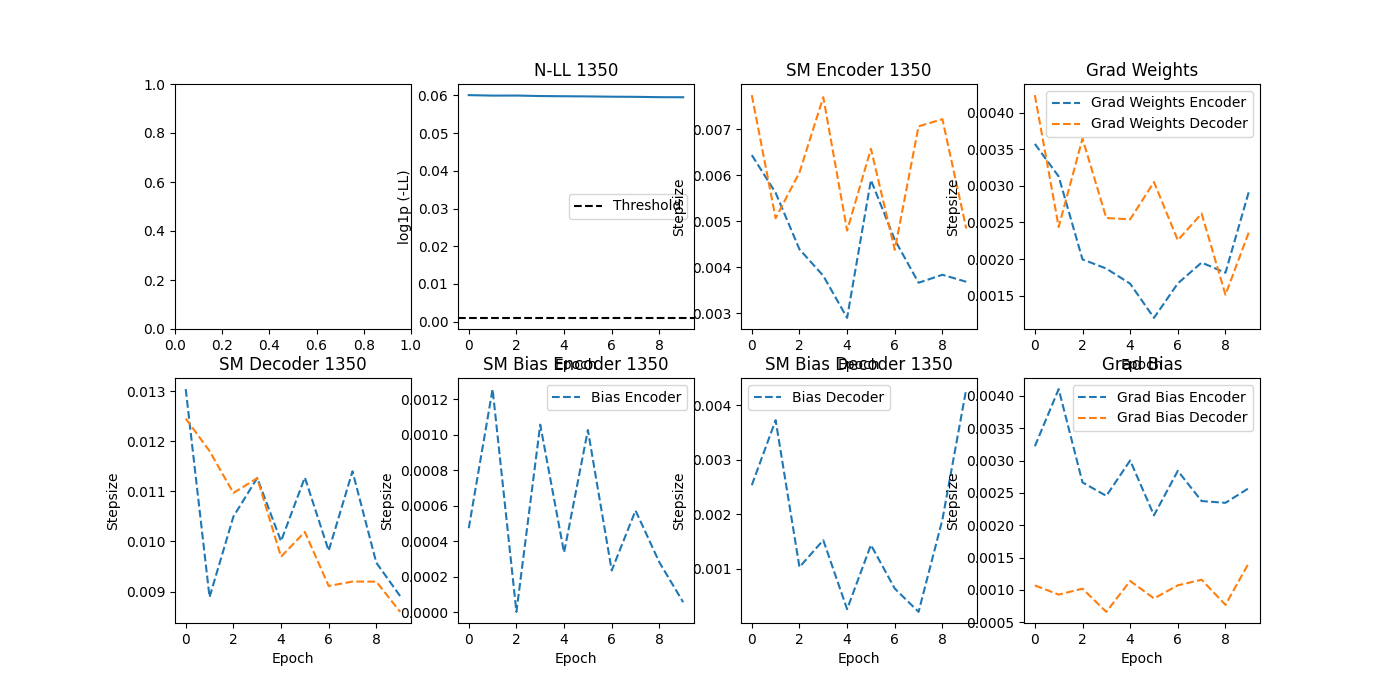 N-LL 1350
SM Encoder 1350
Grad Weights
1.0
0.8
0.6
0.4
0.2
0.0
0.0 0.2 0.4 0.6 0.8 1.0
log1p (-LL)
0.06
0.05
0.04
0.03
0.02
0.01
0.00
Threshold
0 2 4 6 8
Epoch
Stepsize
0.007
0.006
0.005
0.004
0.003
0 2 4 6 8
Epoch
Stepsize
0.0040
0.0035
0.0030
0.0025
0.0020
0.0015
Grad Weights Encoder
Grad Weights Decoder
0 2 4 6 8
Epoch
SM Decoder 1350
SM Bias Encoder 1350
SM Bias Decoder 1350
Grad Bias
Stepsize
0.013
0.012
0.011
0.010
0.009
0 2 4 6 8
Epoch
Stepsize
0.0012
0.0010
0.0008
0.0006
0.0004
0.0002
0.0000
Bias Encoder
0 2 4 6 8
Epoch
Stepsize
0.004
0.003
0.002
0.001
Bias Decoder
0 2 4 6 8
Epoch
Stepsize
0.0040
0.0035
0.0030
0.0025
0.0020
0.0015
0.0010
0.0005
Grad Bias Encoder
Grad Bias Decoder
0 2 4 6 8
Epoch